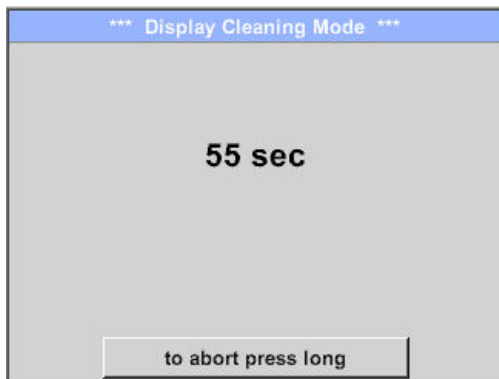 *** Display Cleaning Mode ***
55 sec
to abort press long